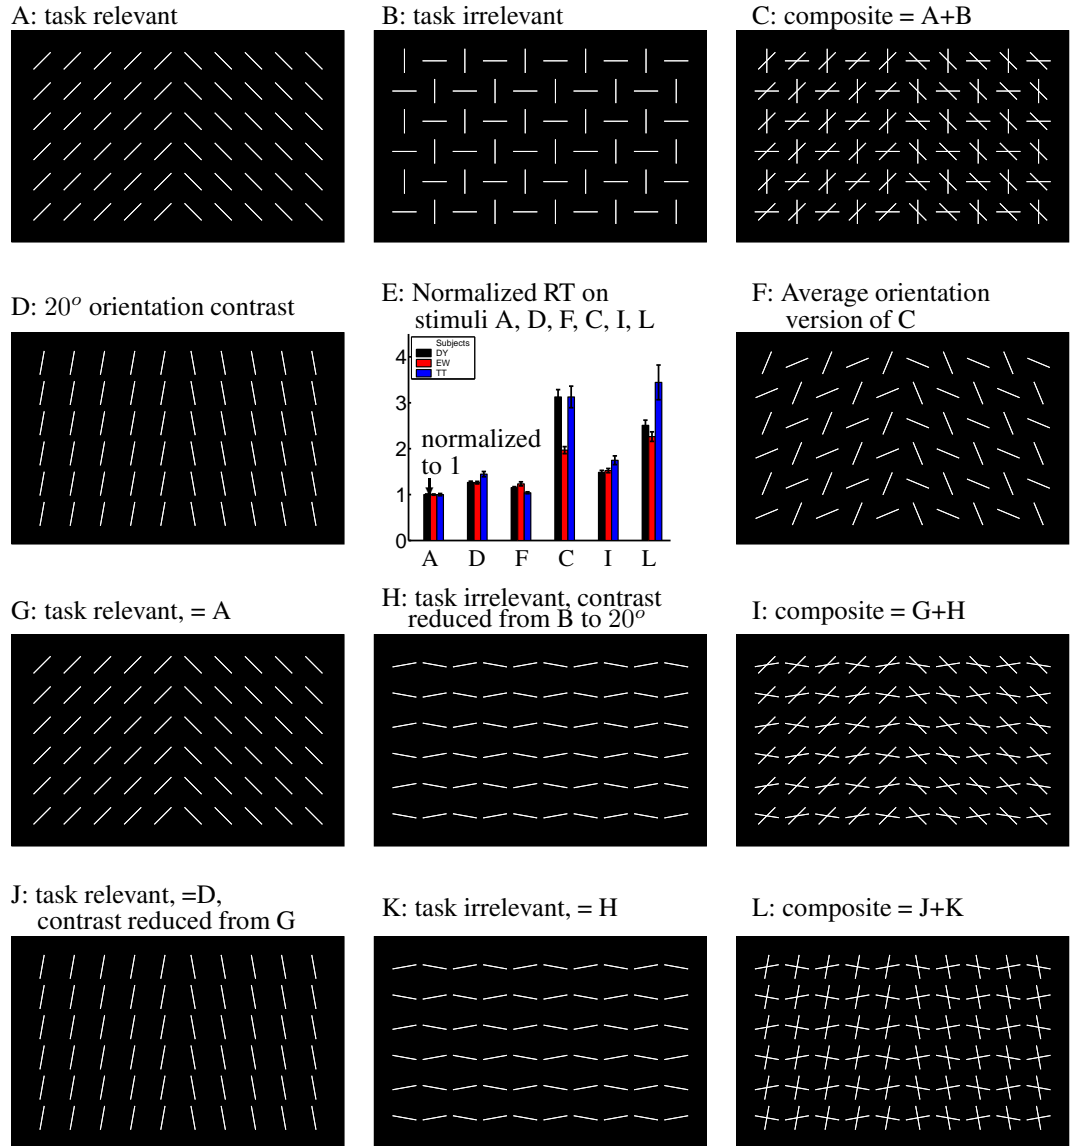 A: task relevant
B: task irrelevant
C: composite = A+B
D: 20° orientation contrast
E: Normalized RT on
stimuli A, D, F, C, I, L
F: Average orientation
version of C
Subjects
DY
EW
TT
4
3
2
1
0
normalized
to 1
A D F C I L
G: task relevant, = A
H: task irrelevant, contrast
reduced from B to 20°
I: composite = G+H
J: task relevant, =D,
contrast reduced from G
K: task irrelevant, = H
L: composite = J+K